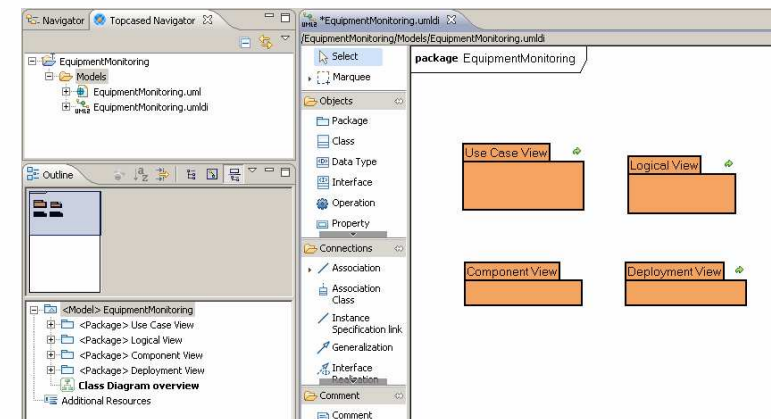 Navigator
Topcased Navigator
EquipmentMonitoring
Models
EquipmentMonitoring.uml
EquipmentMonitoring.umldi
Outline
<Model> EquipmentMonitoring
<Package> Use Case View
<Package> Logical View
<Package> Component View
<Package> Deployment View
Class Diagram overview
Additional Resources
*EquipmentMonitoring.umldi
/EquipmentMonitoring/Models/EquipmentMonitoring.umldi
Select
Marquee
Objects
Package
Class
Data Type
Interface
Operation
Property
Connections
Association
Association
Class
Instance
Specification link
Generalization
Interface
Realization
Comment
Comment
package EquipmentMonitoring
Use Case View
Logical View
Component View
Deployment View